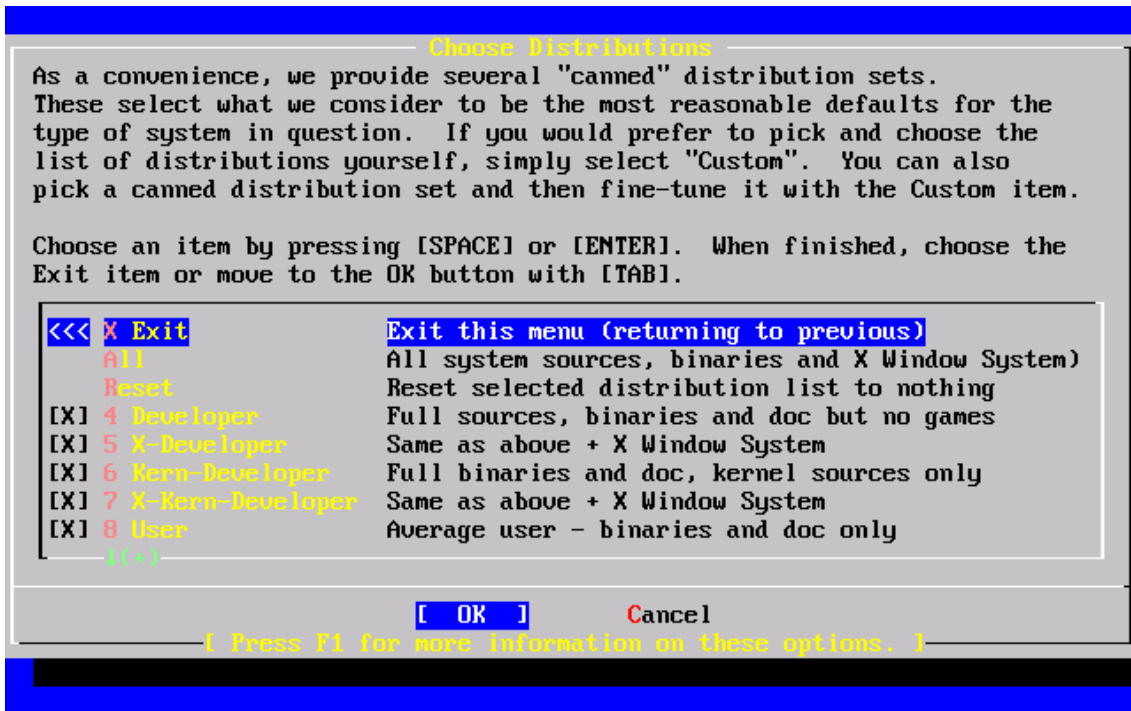 Choose Distributions
As a convenience, we provide several "canned" distribution sets.
These select what we consider to be the most reasonable defaults for the
type of system in question.  If you would prefer to pick and choose the
list of distributions yourself, simply select "Custom".  You can also
pick a canned distribution set and then fine-tune it with the Custom item.
Choose an item by pressing [SPACE] or [ENTER].  When finished, choose the
Exit item or move to the OK button with [TAB].
<<< X Exit Exit this menu (returning to previous)
All All system sources, binaries and X Window System)
Reset Reset selected distribution list to nothing
[X] 4 Developer Full sources, binaries and doc but no games
[X] 5 X-Developer Same as above + X Window System
[X] 6 Kern-Developer Full binaries and doc, kernel sources only
[X] 7 X-Kern-Developer Same as above + X Window System
[X] 8 User Average user - binaries and doc only
↓(+)
[ OK ] Cancel
[ Press F1 for more information on these options. ]